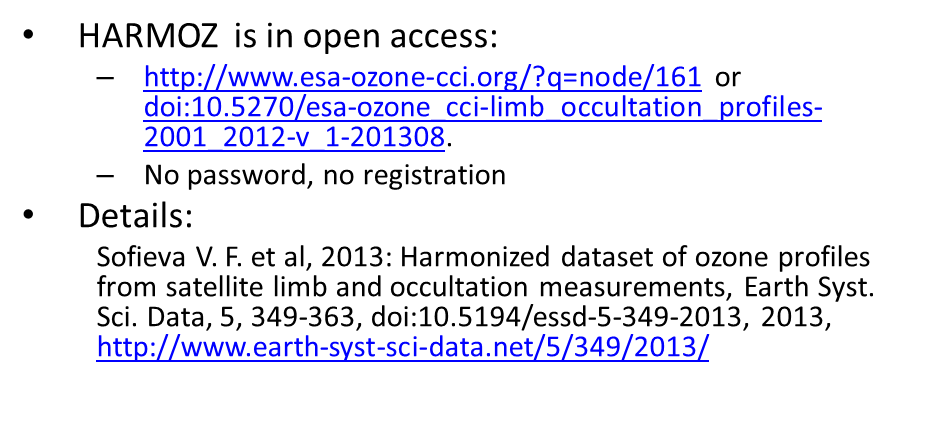 • HARMOZ is in open access:
– http://www.esa-ozone-cci.org/?q=node/161 or
doi:10.5270/esa-ozone_cci-limb_occultation_profiles-
2001_2012-v_1-201308.
– No password, no registration
• Details:
Sofieva V. F. et al, 2013: Harmonized dataset of ozone profiles
from satellite limb and occultation measurements, Earth Syst.
Sci. Data, 5, 349-363, doi:10.5194/essd-5-349-2013, 2013,
http://www.earth-syst-sci-data.net/5/349/2013/